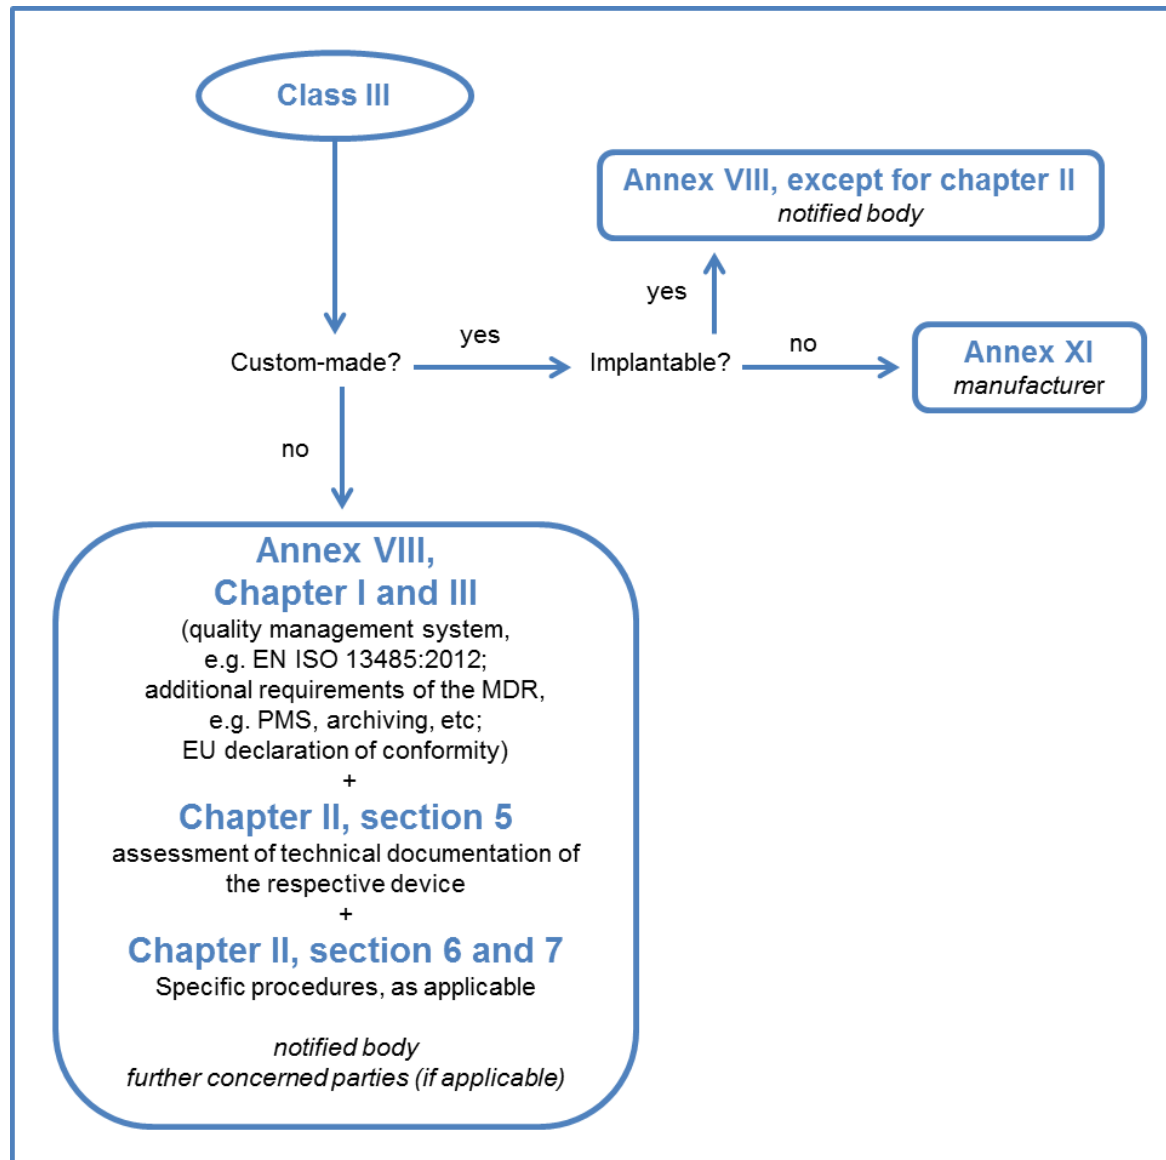 Class III
Annex VIII, except for chapter II
notified body
yes
Custom-made?
yes
Implantable?
no
Annex XI
manufacturer
no
Annex VIII,
Chapter I and III
(quality management system,
e.g. EN ISO 13485:2012;
additional requirements of the MDR,
e.g. PMS, archiving, etc;
EU declaration of conformity)
+
Chapter II, section 5
assessment of technical documentation of
the respective device
+
Chapter II, section 6 and 7
Specific procedures, as applicable
notified body
further concerned parties (if applicable)